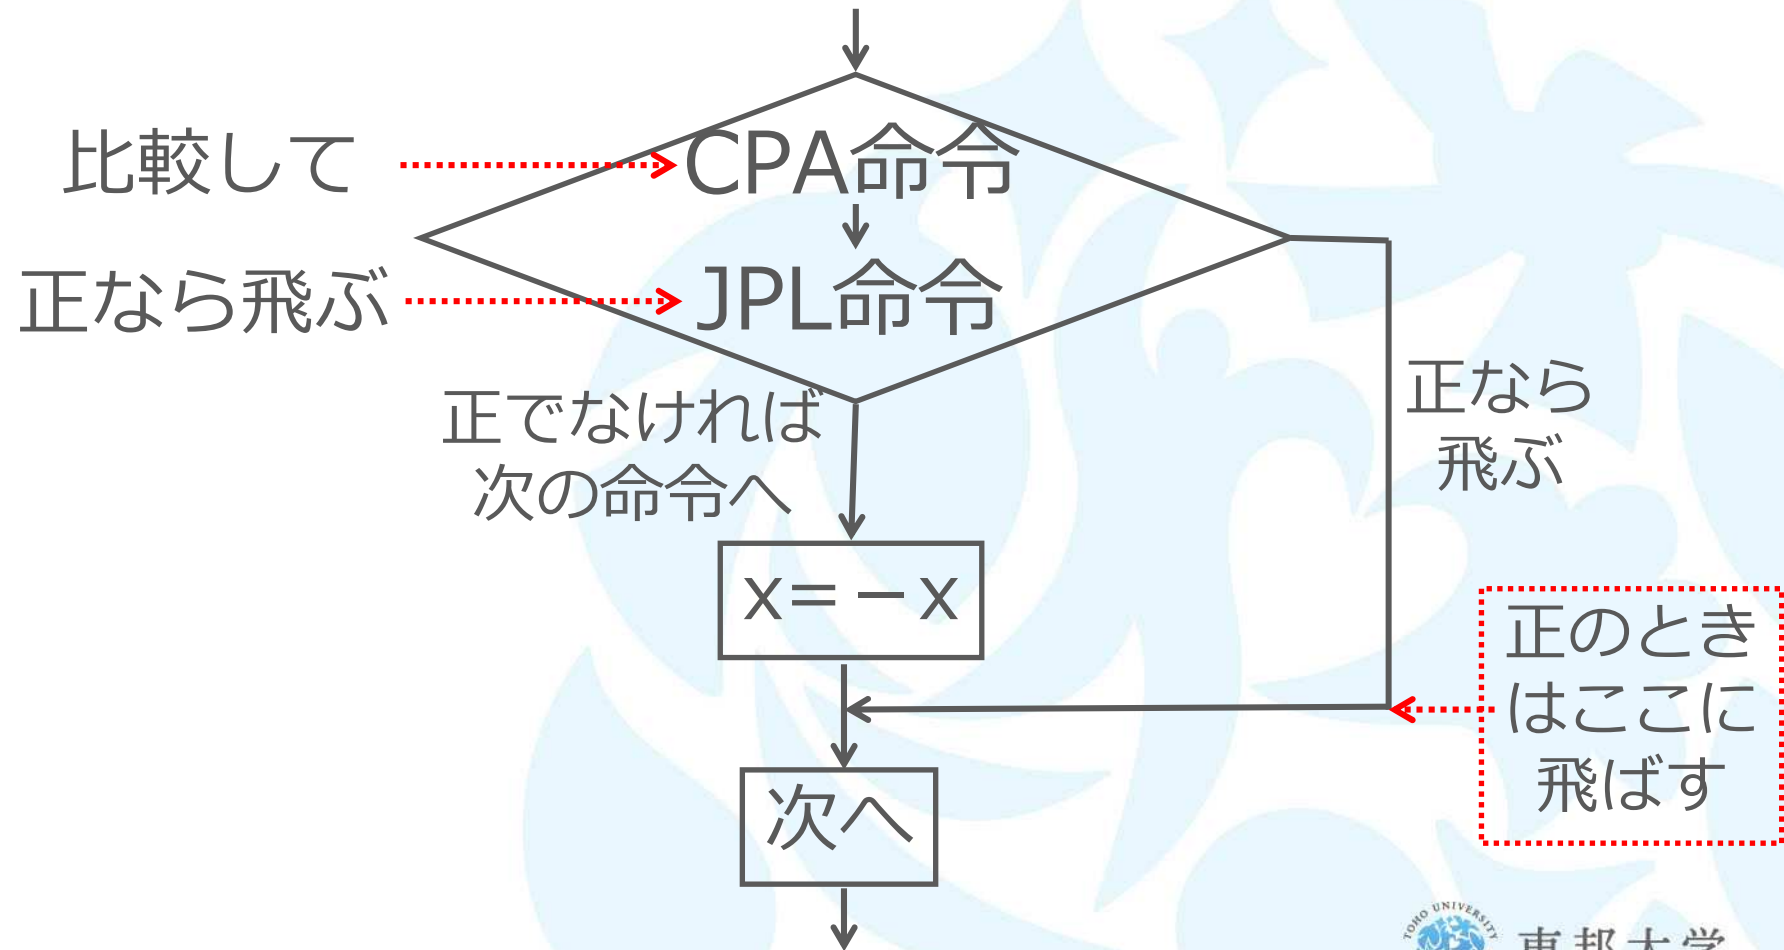 比較して
CPA命令
正なら飛ぶ
JPL命令
正でなければ
次の命令へ
正なら
飛ぶ
x=－x
正のとき
はここに
飛ばす
次へ
TOHO UNIVERSITY
東邦大学